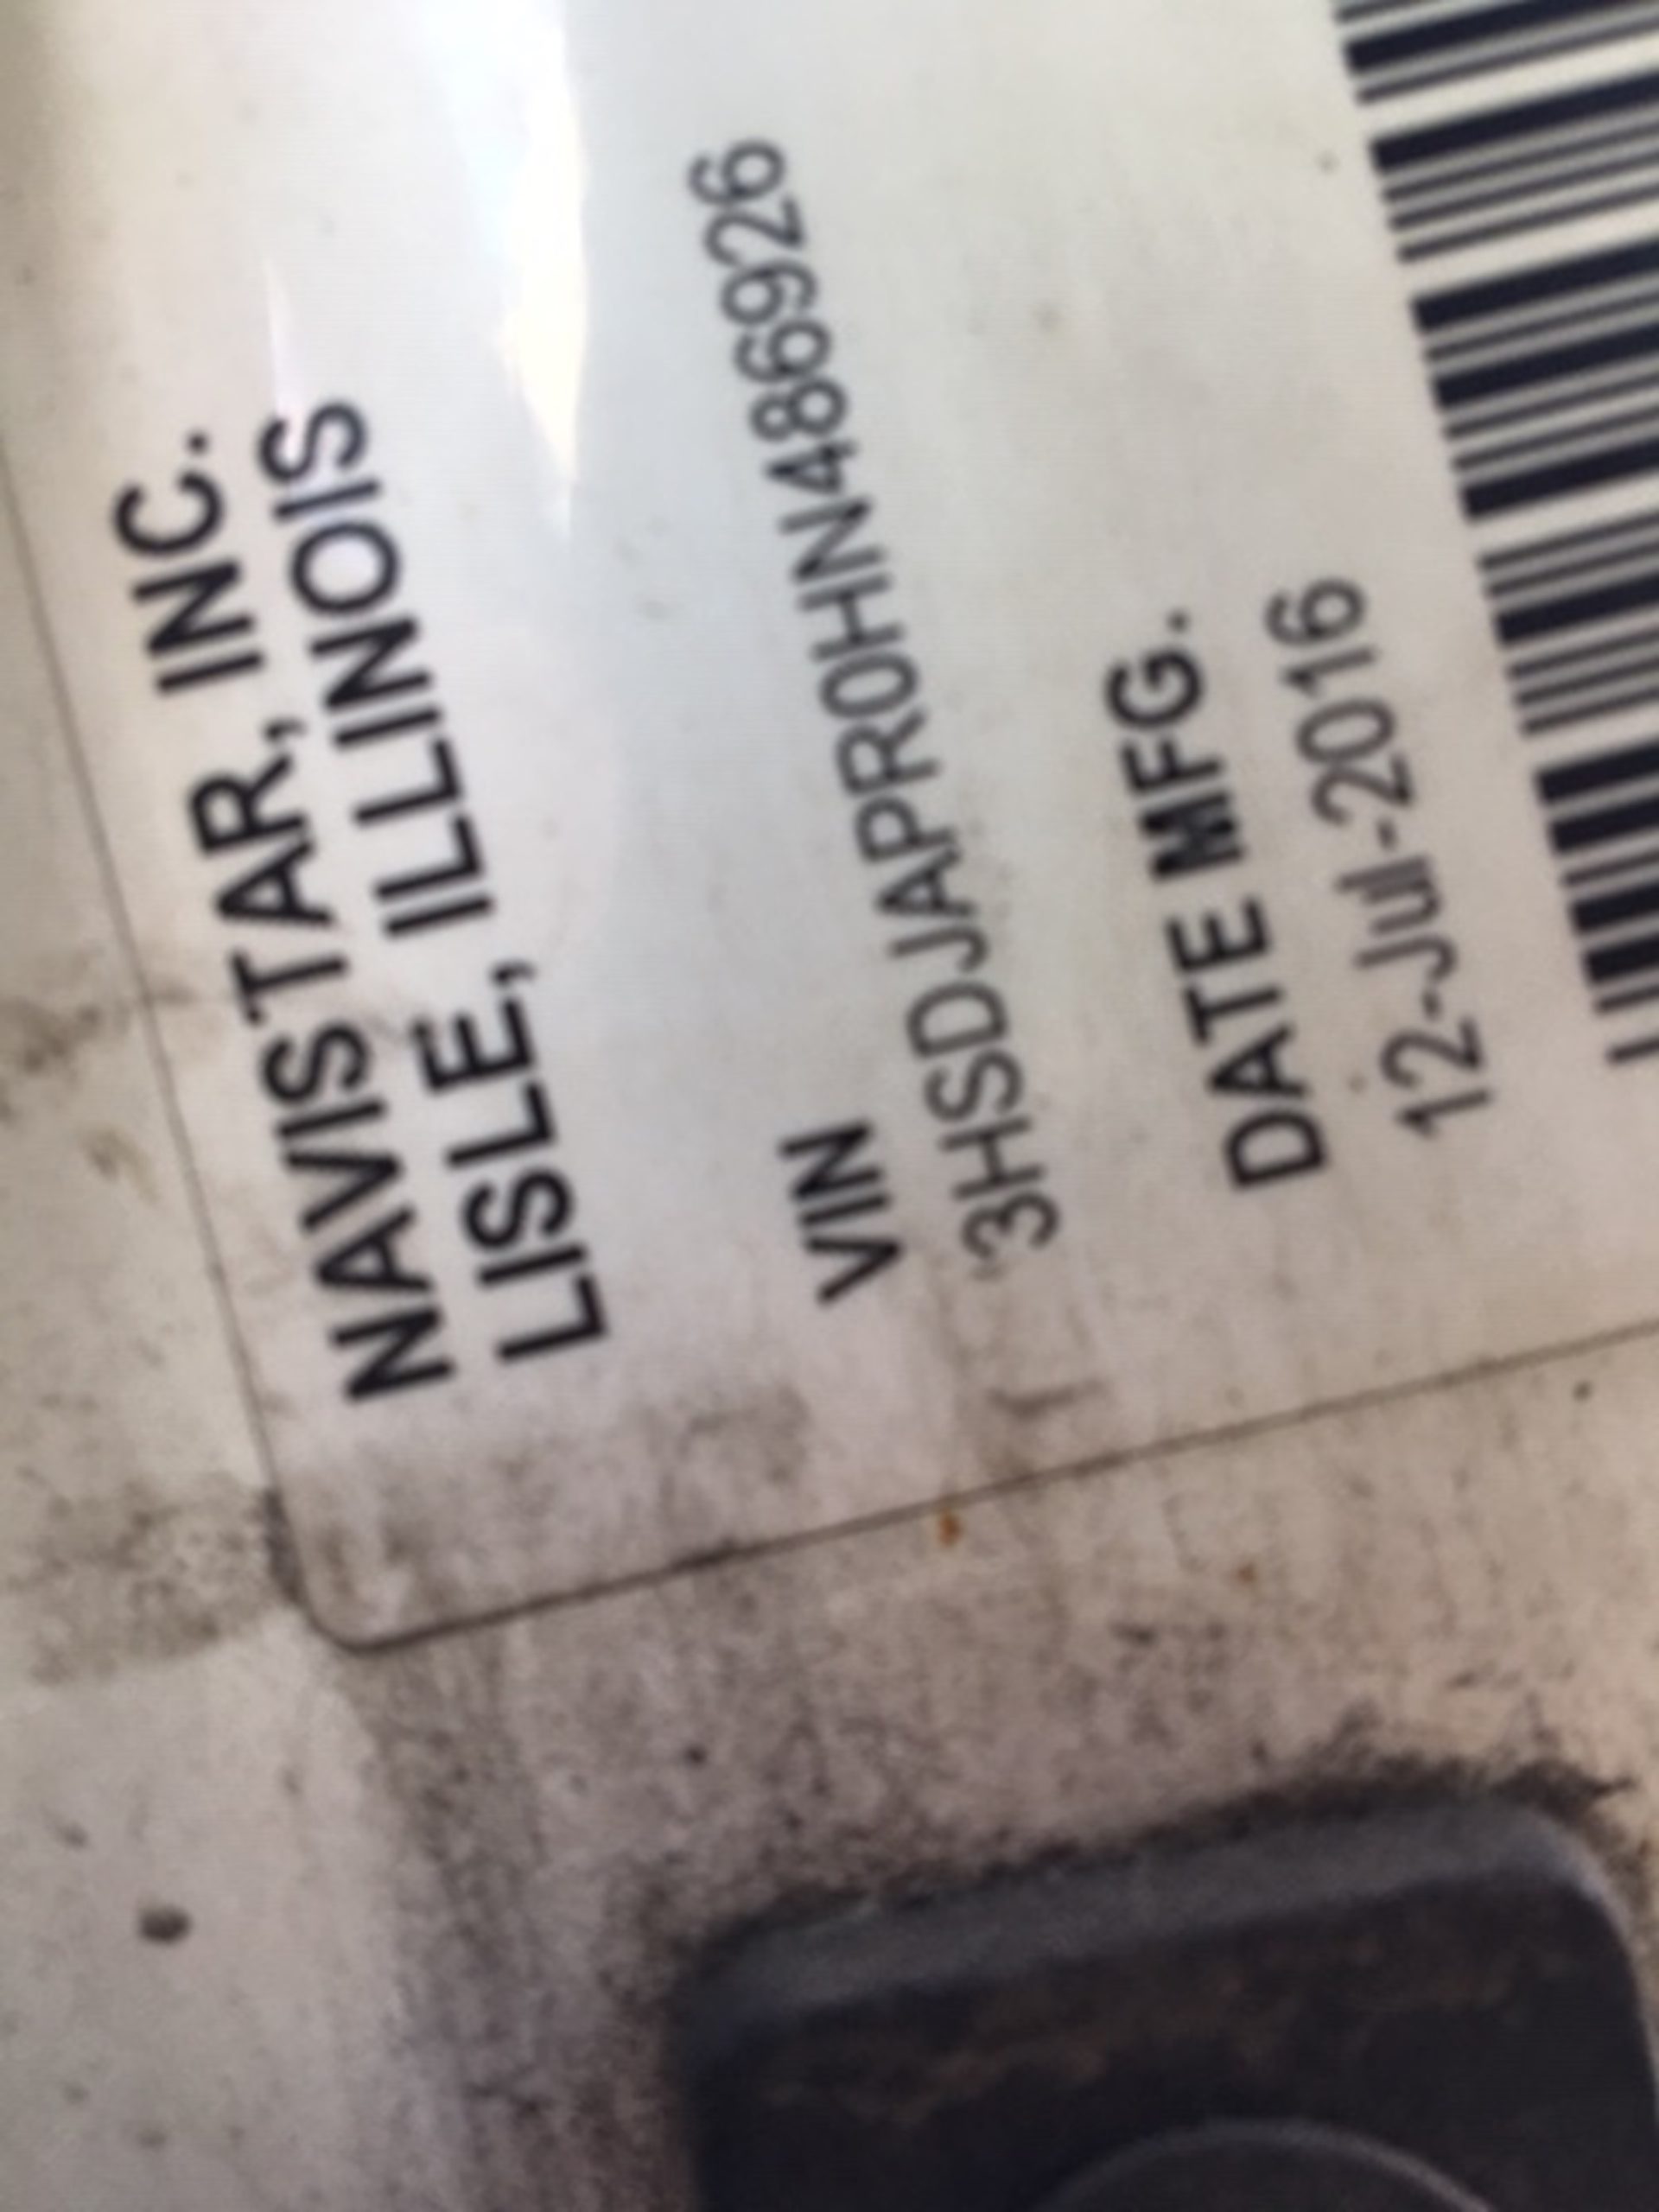 NAVISTAR, INC.
LISLE, ILLINOIS
VIN
3HSDJAPR0HN486926
DATE MFG.
12-Jul-2016